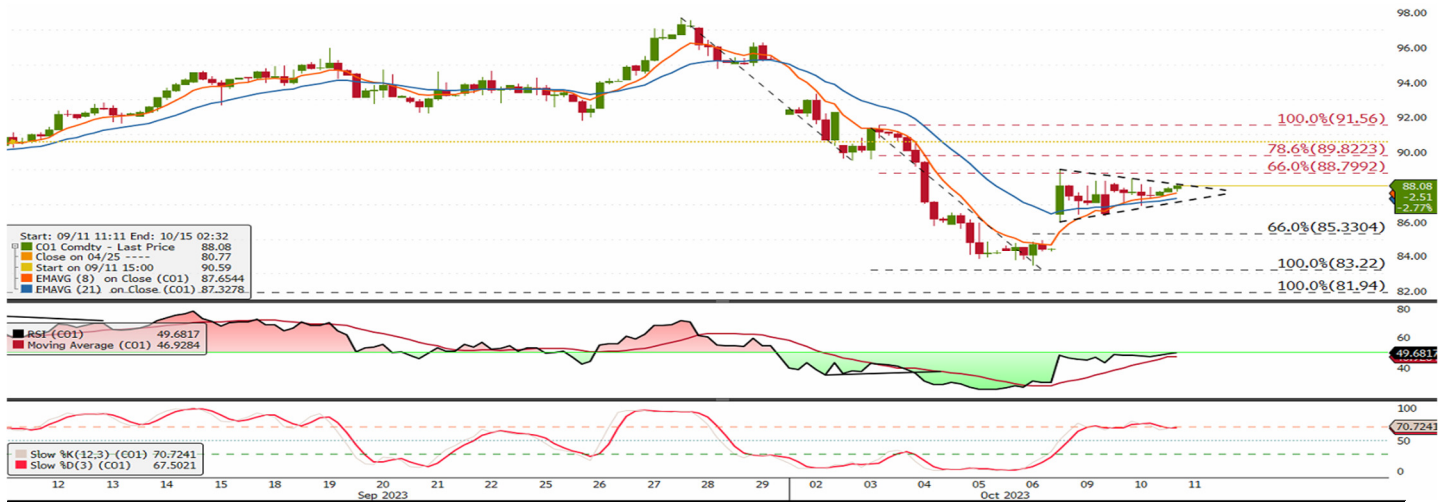 98.00
96.00
94.00
92.00
90.00
86.00
84.00
82.00
100.0%(91.56)
78.6%(89.8223)
66.0%(88.7992)
66.0%(85.3304)
100.0%(83.22)
100.0%(81.94)
88.08
-2.51
-2.77%
Start: 09/11 11:11 End: 10/15 02:32
CO1 Comdty - Last Price 88.08
Close on 04/25 ---- 80.77
Start on 09/11 15:00 90.59
EMAVG (8) on Close (CO1) 87.6544
EMAVG (21) on Close (CO1) 87.3278
80
60
40
RSI (CO1) 49.6817
Moving Average (CO1) 46.9284
49.6817
100
50
0
70.7241
Slow %K(12,3) (CO1) 70.7241
Slow %D(3) (CO1) 67.5021
12 13 14 15 18 19 20 21 22 25 26 27 28 29 02 03 04 05 06 09 10 11
Sep 2023 Oct 2023